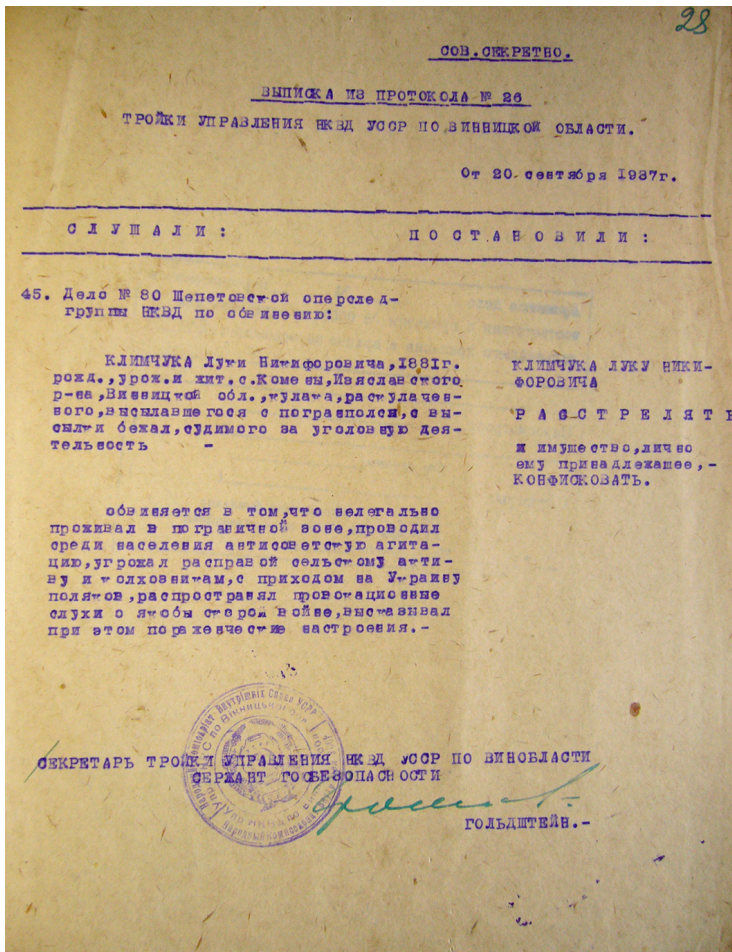 28
СОВ.СЕКРЕТНО.
ВЫПИСКА ИЗ ПРОТОКОЛА № 26
ТРОЙКИ УПРАВЛЕНИЯ НКВД УССР ПО ВИННИЦКОЙ ОБЛАСТИ.
От 20 сентября 1937г.
СЛУШАЛИ:
ПОСТАНОВИЛИ:
45. Дело № 80 Шепетовской оперслед-
группы НКВД по обвинению:
КЛИМЧУКА Луки Никифоровича,1881г.
рожд.,урож.и жит.с.Комены,Изяславского
р-на,Винницкой обл.,кулака,раскулачен-
ного,высылавшегося с погранполсы,с вы-
сылки бежал,судимого за уголовную дея-
тельность -
обвиняется в том,что нелегально
проживал в пограничной зоне,проводил
среди населения антисоветскую агита-
цию,угрожал расправой сельскому акти-
ву и колхозникам,с приходом на Украину
поляков,распространял провокационные
слухи о якобы скорой войне,высказывал
при этом пораженческие настроения.-
КЛИМЧУКА ЛУКУ НИКИ-
ФОРОВИЧА
РАССТРЕЛЯТЬ
и имущество,лично
ему принадлежашее,-
КОНФИСКОВАТЬ.
СЕКРЕТАРЬ ТРОЙКИ УПРАВЛЕНИЯ НКВД УССР ПО ВИНОБЛАСТИ
СЕРЖАНТ ГОСБЕЗОПАСНОСТИ
ГОЛЬДШТЕЙН.-